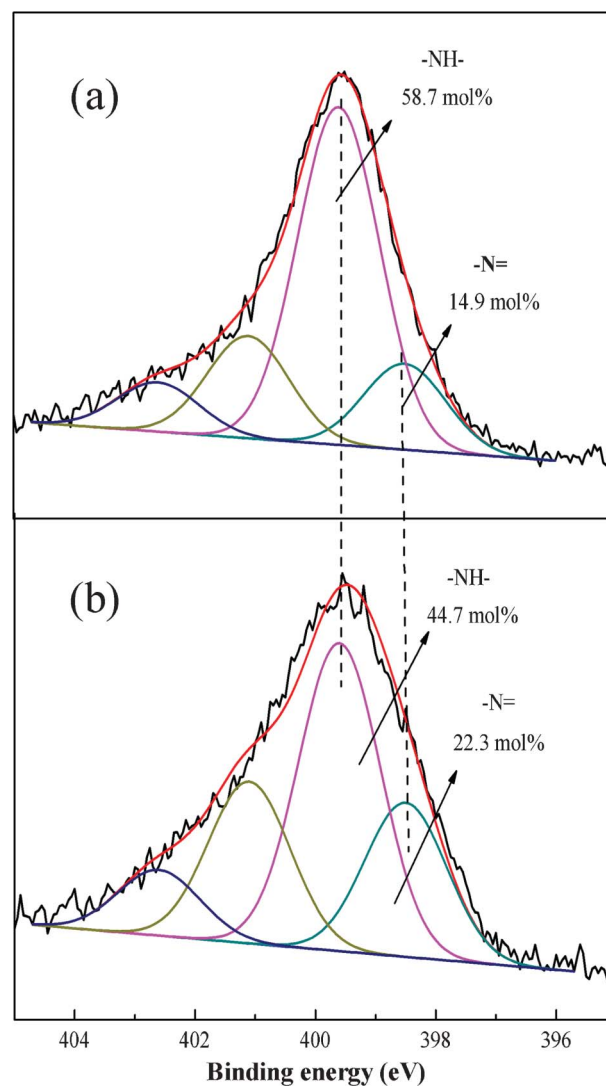 (a)
-NH-
58.7 mol%
-N=
14.9 mol%
(b)
-NH-
44.7 mol%
-N=
22.3 mol%
404 402 400 398 396
Binding energy (eV)